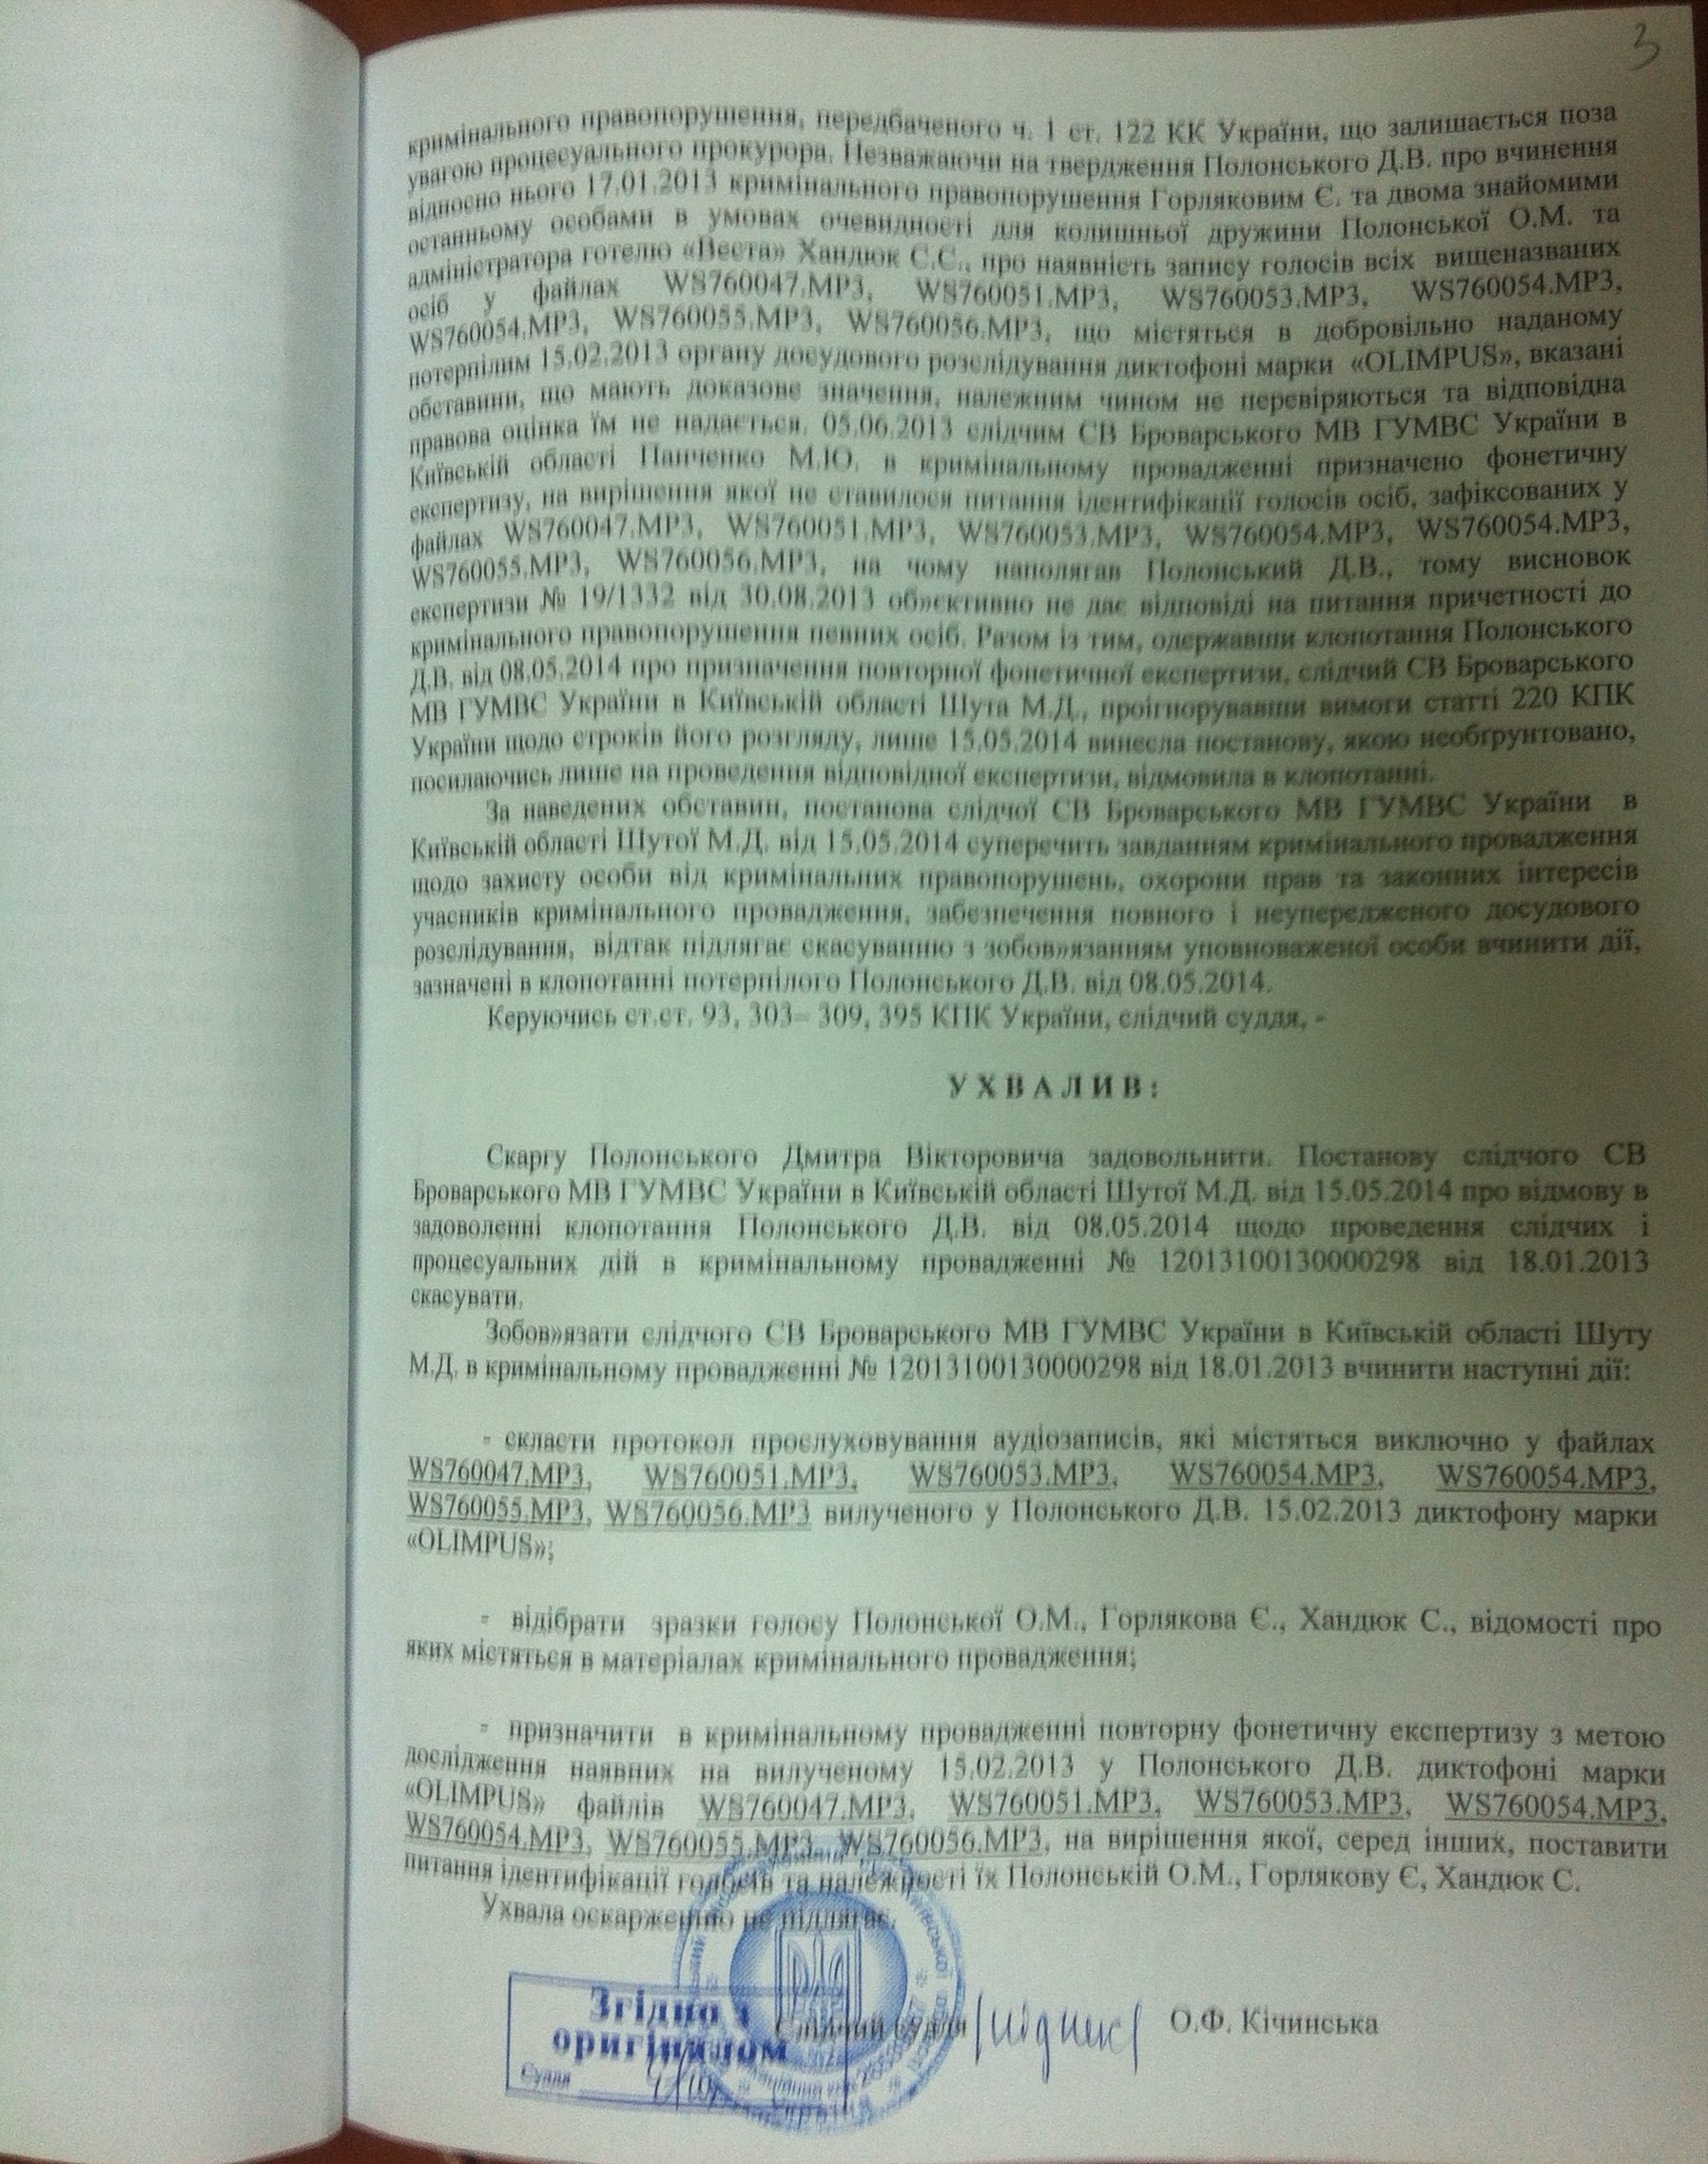 3
кримінального правопорушення, передбаченого ч. 1 ст. 122 КК України, що залишається поза
увагою процесуального прокурора. Незважаючи на твердження Полонського Д.В. про вчинення
відносно нього 17.01.2013 кримінального правопорушення Горляковим Є. та двома знайомими
останньому особами в умовах очевидності для колишньої дружини Полонської О.М. та
адміністратора готелю «Веста» Хандюк С.С., про наявність запису голосів всіх вищеназваних
осіб у файлах WS760047.MP3, WS760051.MP3, WS760053.MP3, WS760054.MP3,
WS760054.MP3, WS760055.MP3, WS760056.MP3, що містяться в добровільно наданому
потерпілим 15.02.2013 органу досудового розслідування диктофоні марки «OLIMPUS», вказані
обставини, що мають доказове значення, належним чином не перевіряються та відповідна
правова оцінка їм не надається. 05.06.2013 слідчим СВ Броварського МВ ГУМВС України в
Київській області Панченко М.Ю. в кримінальному провадженні призначено фонетичну
експертизу, на вирішення якої не ставилося питання ідентифікації голосів осіб, зафіксованих у
файлах WS760047.MP3, WS760051.MP3, WS760053.MP3, WS760054.MP3, WS760054.MP3,
WS760055.MP3, WS760056.MP3, на чому наполягав Полонський Д.В., тому висновок
експертизи № 19/1332 від 30.08.2013 об»єктивно не дає відповіді на питання причетності до
кримінального правопорушення певних осіб. Разом із тим, одержавши клопотання Полонського
Д.В. від 08.05.2014 про призначення повторної фонетичної експертизи, слідчий СВ Броварського
МВ ГУМВС України в Київській області Шута М.Д., проігнорувавши вимоги статті 220 КПК
України щодо строків його розгляду, лише 15.05.2014 винесла постанову, якою необґрунтовано,
посилаючись лише на проведення відповідної експертизи, відмовила в клопотанні.
За наведених обставин, постанова слідчої СВ Броварського МВ ГУМВС України в
Київській області Шутої М.Д. від 15.05.2014 суперечить завданням кримінального провадження
щодо захисту особи від кримінальних правопорушень, охорони прав та законних інтересів
учасників кримінального провадження, забезпечення повного і неупередженого досудового
розслідування, відтак підлягає скасуванню з зобов»язанням уповноваженої особи вчинити дії,
зазначені в клопотанні потерпілого Полонського Д.В. від 08.05.2014.
Керуючись ст.ст. 93, 303– 309, 395 КПК України, слідчий суддя, -
У Х В А Л И В :
Скаргу Полонського Дмитра Вікторовича задовольнити. Постанову слідчого СВ
Броварського МВ ГУМВС України в Київській області Шутої М.Д. від 15.05.2014 про відмову в
задоволенні клопотання Полонського Д.В. від 08.05.2014 щодо проведення слідчих і
процесуальних дій в кримінальному провадженні № 12013100130000298 від 18.01.2013
скасувати.
Зобов»язати слідчого СВ Броварського МВ ГУМВС України в Київській області Шуту
М.Д. в кримінальному провадженні № 12013100130000298 від 18.01.2013 вчинити наступні дії:
- скласти протокол прослуховування аудіозаписів, які містяться виключно у файлах
WS760047.MP3, WS760051.MP3, WS760053.MP3, WS760054.MP3, WS760054.MP3,
WS760055.MP3, WS760056.MP3 вилученого у Полонського Д.В. 15.02.2013 диктофону марки
«OLIMPUS»;
- відібрати зразки голосу Полонської О.М., Горлякова Є., Хандюк С., відомості про
яких містяться в матеріалах кримінального провадження;
- призначити в кримінальному провадженні повторну фонетичну експертизу з метою
дослідження наявних на вилученому 15.02.2013 у Полонського Д.В. диктофоні марки
«OLIMPUS» файлів WS760047.MP3, WS760051.MP3, WS760053.MP3, WS760054.MP3,
WS760054.MP3, WS760055.MP3, WS760056.MP3, на вирішення якої, серед інших, поставити
питання ідентифікації голосів та належності їх Полонській О.М., Горлякову Є, Хандюк С.
Ухвала оскарженню не підлягає.
Слідчий суддя /підпис/ О.Ф. Кічинська
Згідно з
оригіналом
Суддя